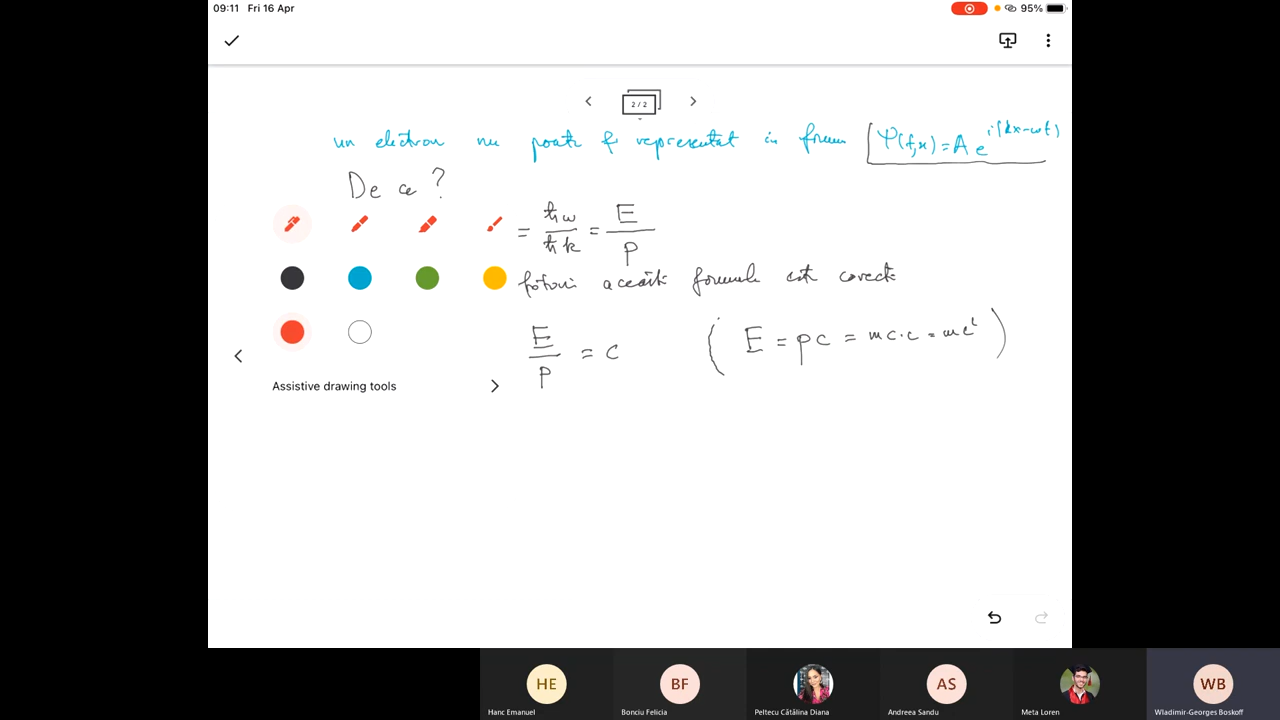 09:11 Fri 16 Apr
95%
2 / 2
un electron nu poate fi reprezentat in forma Ψ(t,x)=A e^{i(kx-ωt)}
De ce ?
= ħω/ħk = E/P
fotoni această formulă este corectă
E/P = c ( E = pc = mc·c = mc² )
Assistive drawing tools
HE BF AS WB
Hanc Emanuel Bonciu Felicia Peltecu Cătălina Diana Andreea Sandu Meta Loren Wladimir-Georges Boskoff